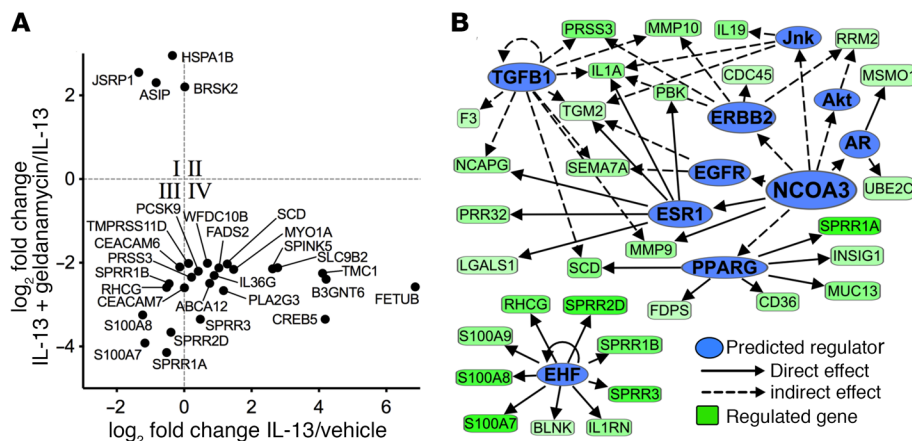 A
HSPA1B
JSRP1
ASIP
BRSK2
2
I II
0
III IV
PCSK9
WFDC10B
SCD
TMPRSS11D
FADS2
MYO1A
CEACAM6
SPINK5
PRSS3
SLC9B2
SPRR1B
IL36G
TMC1
RHCG
B3GNT6
CEACAM7
ABCA12
PLA2G3
FETUB
S100A8
SPRR3
CREB5
SPRR2D
S100A7
SPRR1A
−2
−4
−2 0 2 4 6
log2 fold change IL-13/vehicle
log2 fold change
IL-13 + geldanamycin/IL-13
B
PRSS3
MMP10
IL19
Jnk
RRM2
TGFB1
IL1A
CDC45
MSMO1
PBK
Akt
F3
TGM2
ERBB2
AR
NCAPG
SEMA7A
EGFR
NCOA3
UBE2C
PRR32
ESR1
SPRR1A
LGALS1
MMP9
SCD
PPARG
INSIG1
MUC13
FDPS
CD36
RHCG
SPRR2D
S100A9
SPRR1B
S100A8
EHF
SPRR3
S100A7
BLNK
IL1RN
Predicted regulator
Direct effect
indirect effect
Regulated gene